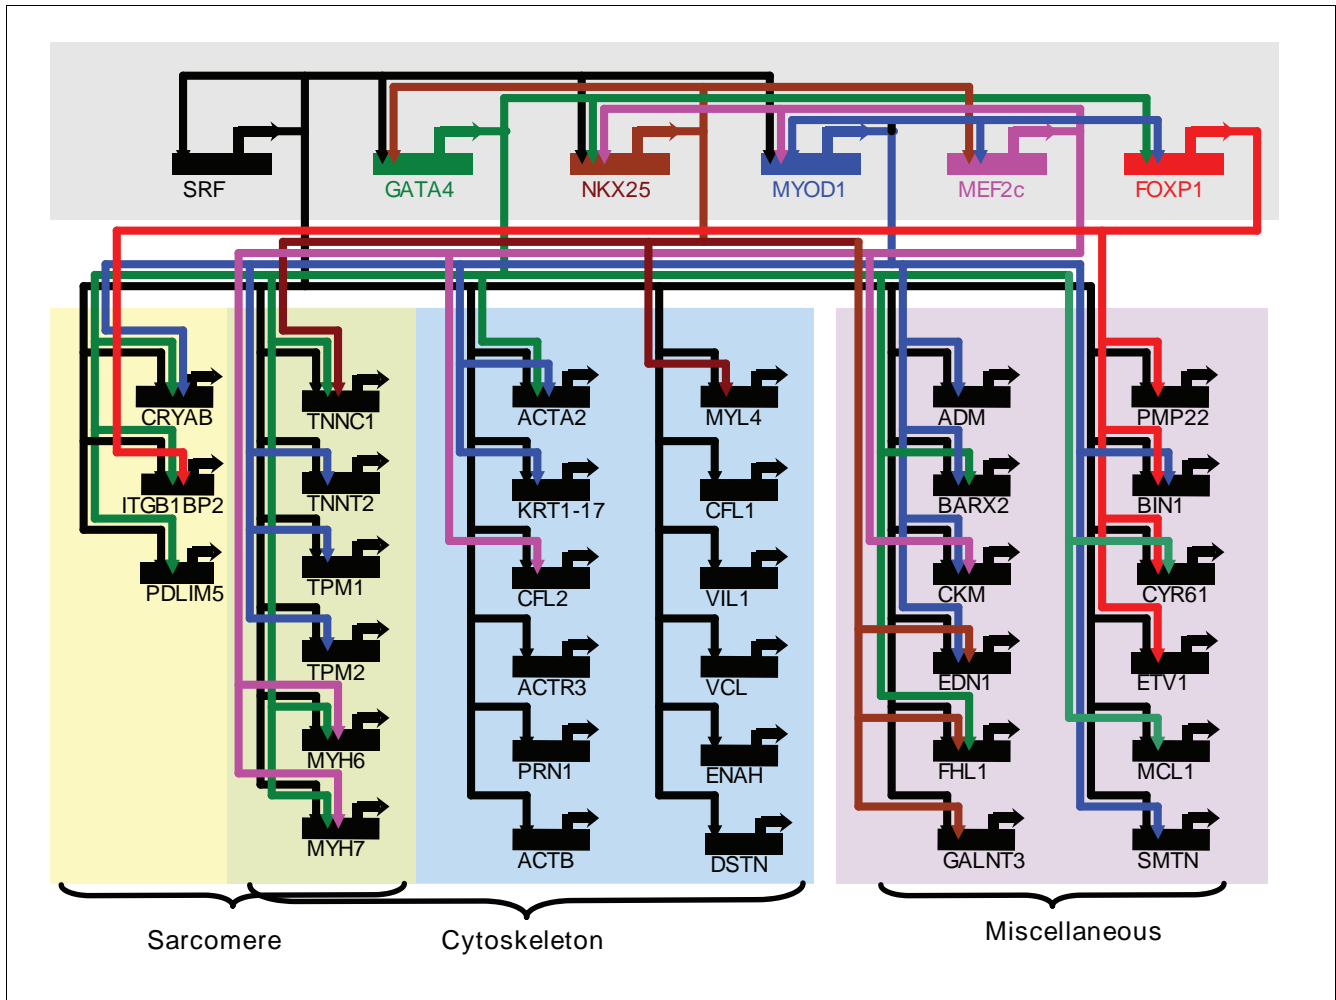 SRF GATA4 NKX25 MYOD1 MEF2c FOXP1
CRYAB TNNC1 ACTA2 MYL4 ADM PMP22
ITGB1BP2 TNNT2 KRT1-17 CFL1 BARX2 BIN1
PDLIM5 TPM1 CFL2 VIL1 CKM CYR61
TPM2 ACTR3 VCL EDN1 ETV1
MYH6 PRN1 ENAH FHL1 MCL1
MYH7 ACTB DSTN GALNT3 SMTN
Sarcomere Cytoskeleton Miscellaneous